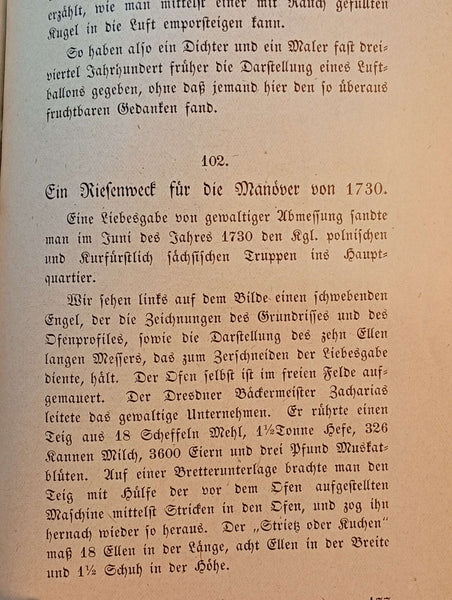 erzählt, wie man mittelst einer mit Rauch gefüllten
Kugel in die Luft emporsteigen kann.
So haben also ein Dichter und ein Maler fast drei-
viertel Jahrhundert früher die Darstellung eines Luft-
ballons gegeben, ohne daß jemand hier den so überaus
fruchtbaren Gedanken fand.
102.
Ein Riesenweck für die Manöver von 1730.
Eine Liebesgabe von gewaltiger Abmessung sandte
man im Juni des Jahres 1730 den Kgl. polnischen
und Kurfürstlich sächsischen Truppen ins Haupt-
quartier.
Wir sehen links auf dem Bilde einen schwebenden
Engel, der die Zeichnungen des Grundrisses und des
Ofenprofiles, sowie die Darstellung des zehn Ellen
langen Messers, das zum Zerschneiden der Liebesgabe
diente, hält. Der Ofen selbst ist im freien Felde auf-
gemauert. Der Dresdner Bäckermeister Zacharias
leitete das gewaltige Unternehmen. Er rührte einen
Teig aus 18 Scheffeln Mehl, 1½ Tonne Hefe, 326
Kannen Milch, 3600 Eiern und drei Pfund Muskat-
blüten. Auf einer Bretterunterlage brachte man den
Teig mit Hülfe der vor dem Ofen aufgestellten
Maschine mittelst Stricken in den Ofen, und zog ihn
hernach wieder so heraus. Der „Strietz oder Kuchen"
maß 18 Ellen in der Länge, acht Ellen in der Breite
und 1½ Schuh in der Höhe.